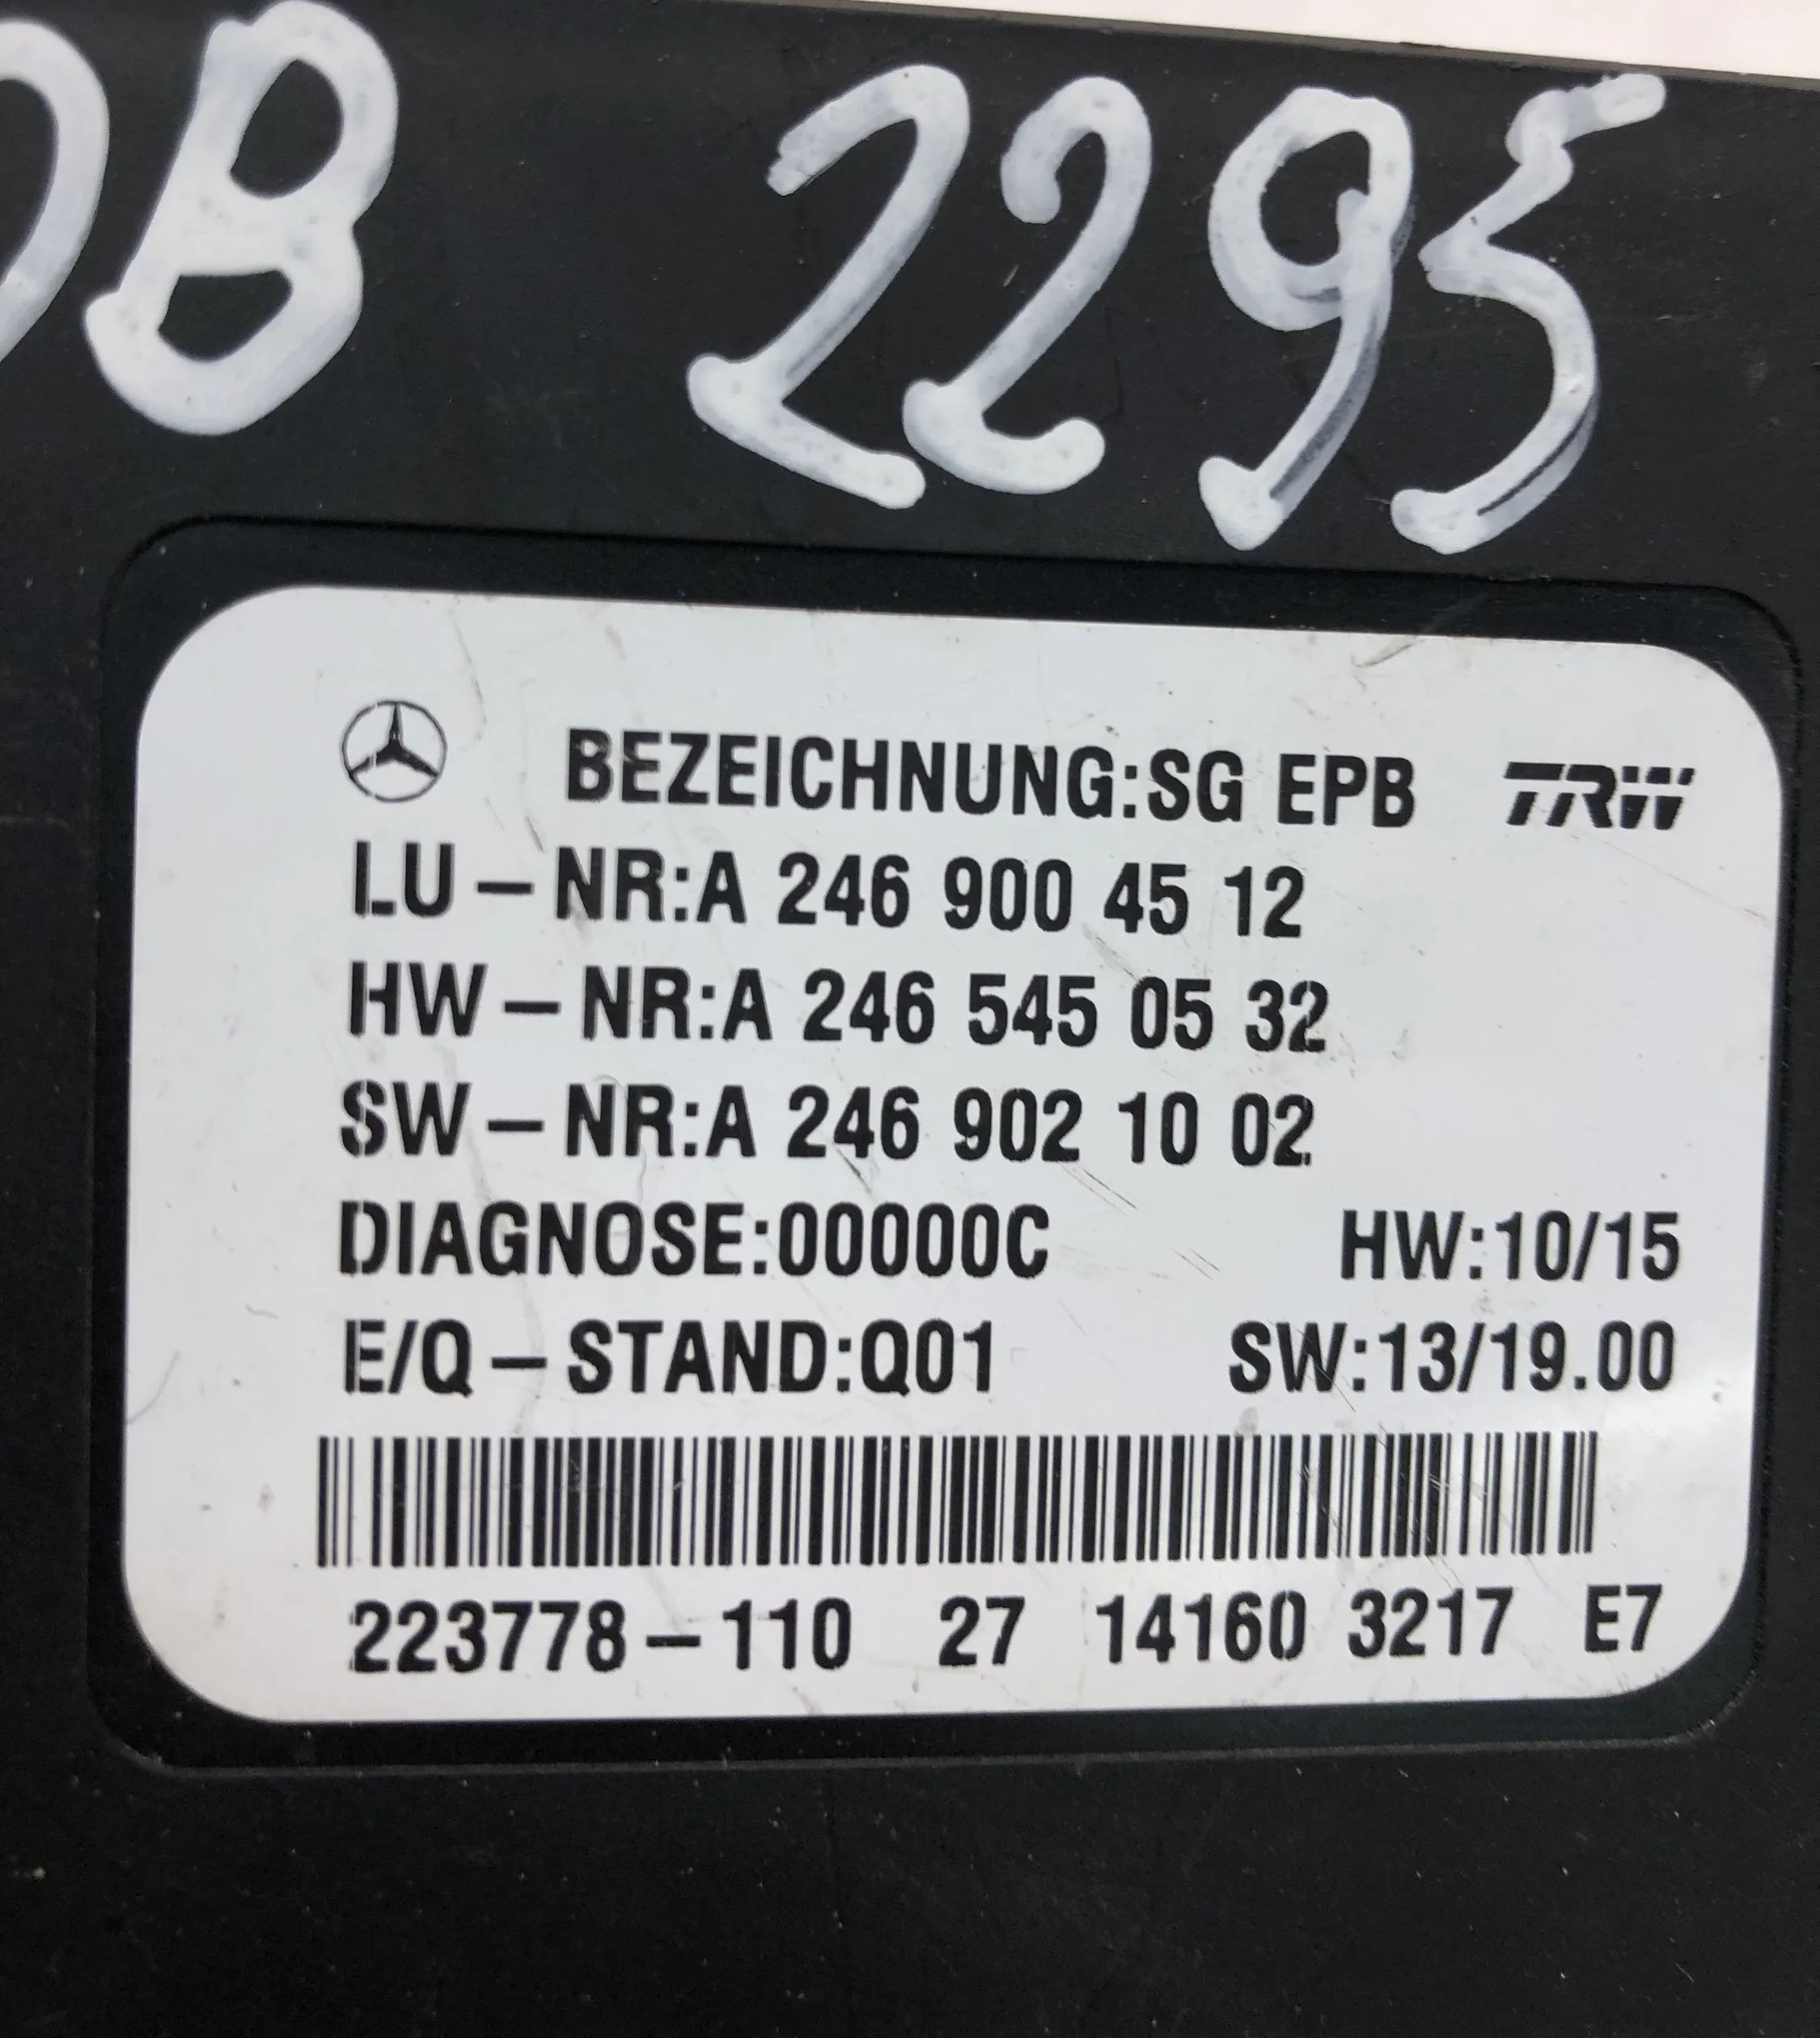 B 2295
BEZEICHNUNG:SG EPB TRW
LU-NR:A 246 900 45 12
HW-NR:A 246 545 05 32
SW-NR:A 246 902 10 02
DIAGNOSE:00000C HW:10/15
E/Q-STAND:Q01 SW:13/19.00
223778-110 27 14160 3217 E7